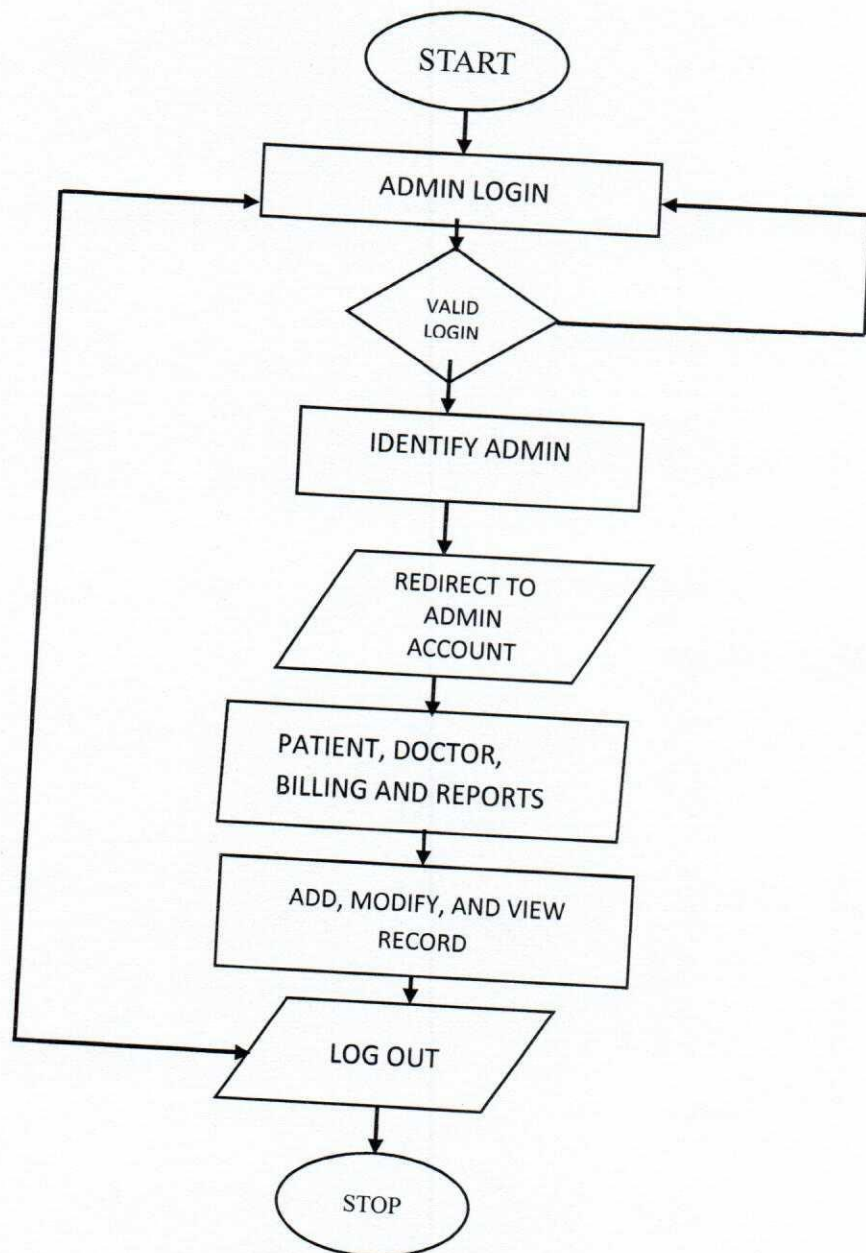 START
ADMIN LOGIN
VALID
LOGIN
IDENTIFY ADMIN
REDIRECT TO
ADMIN
ACCOUNT
PATIENT, DOCTOR,
BILLING AND REPORTS
ADD, MODIFY, AND VIEW
RECORD
LOG OUT
STOP